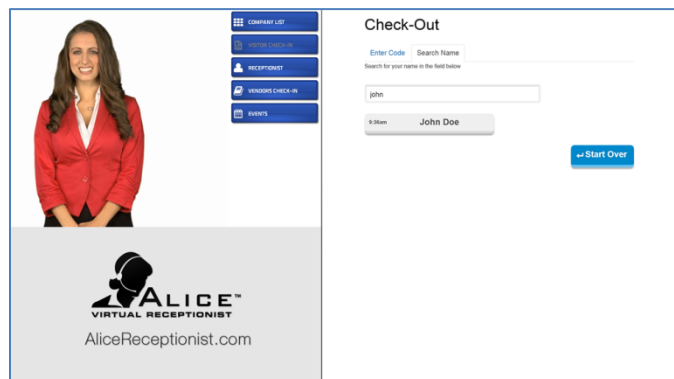 COMPANY LIST
VISITOR CHECK-IN
RECEPTIONIST
VENDORS CHECK-IN
EVENTS
ALICE™
VIRTUAL RECEPTIONIST
AliceReceptionist.com
Check-Out
Enter Code
Search Name
Search for your name in the field below
john
9:36am John Doe
Start Over